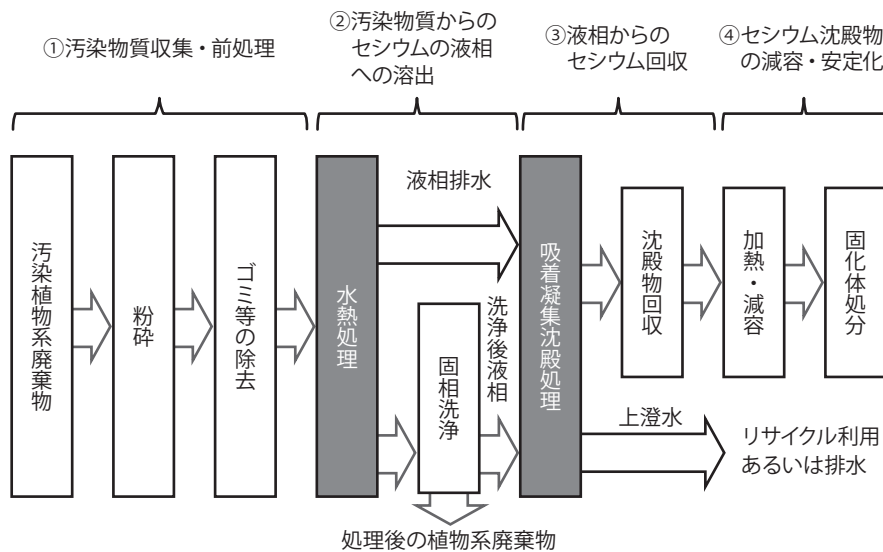 ①汚染物質収集・前処理
②汚染物質からの
セシウムの液相
への溶出
③液相からの
セシウム回収
④セシウム沈殿物
の減容・安定化
汚染植物系廃棄物
粉砕
ゴミ等の除去
水熱処理
液相排水
固相洗浄
洗浄後液相
吸着凝集沈殿処理
沈殿物回収
加熱・減容
固化体処分
上澄水
リサイクル利用
あるいは排水
処理後の植物系廃棄物